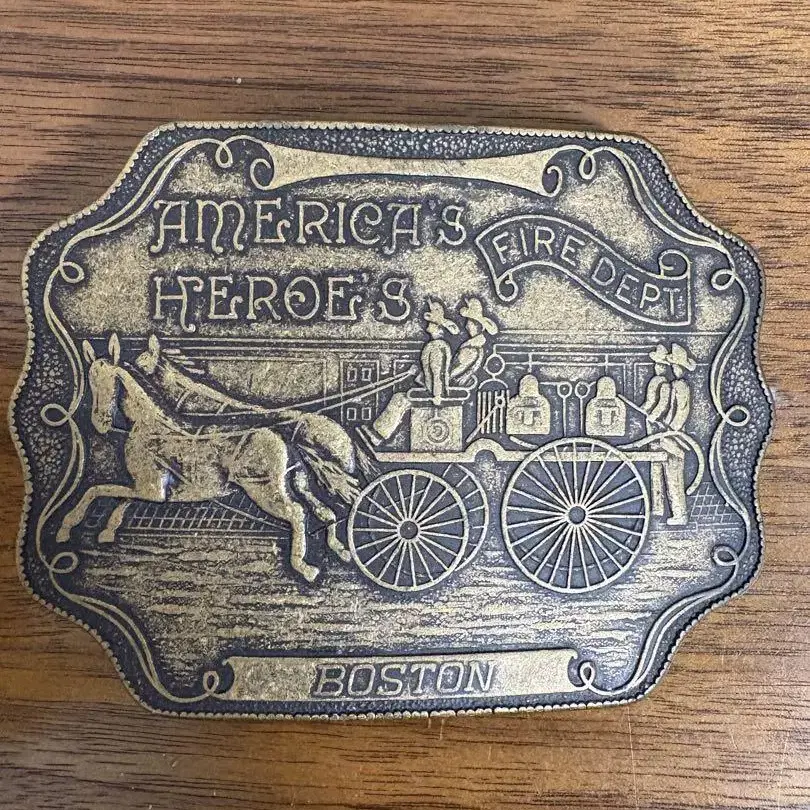 AMERICA'S
HEROE'S
FIRE DEPT.
BOSTON